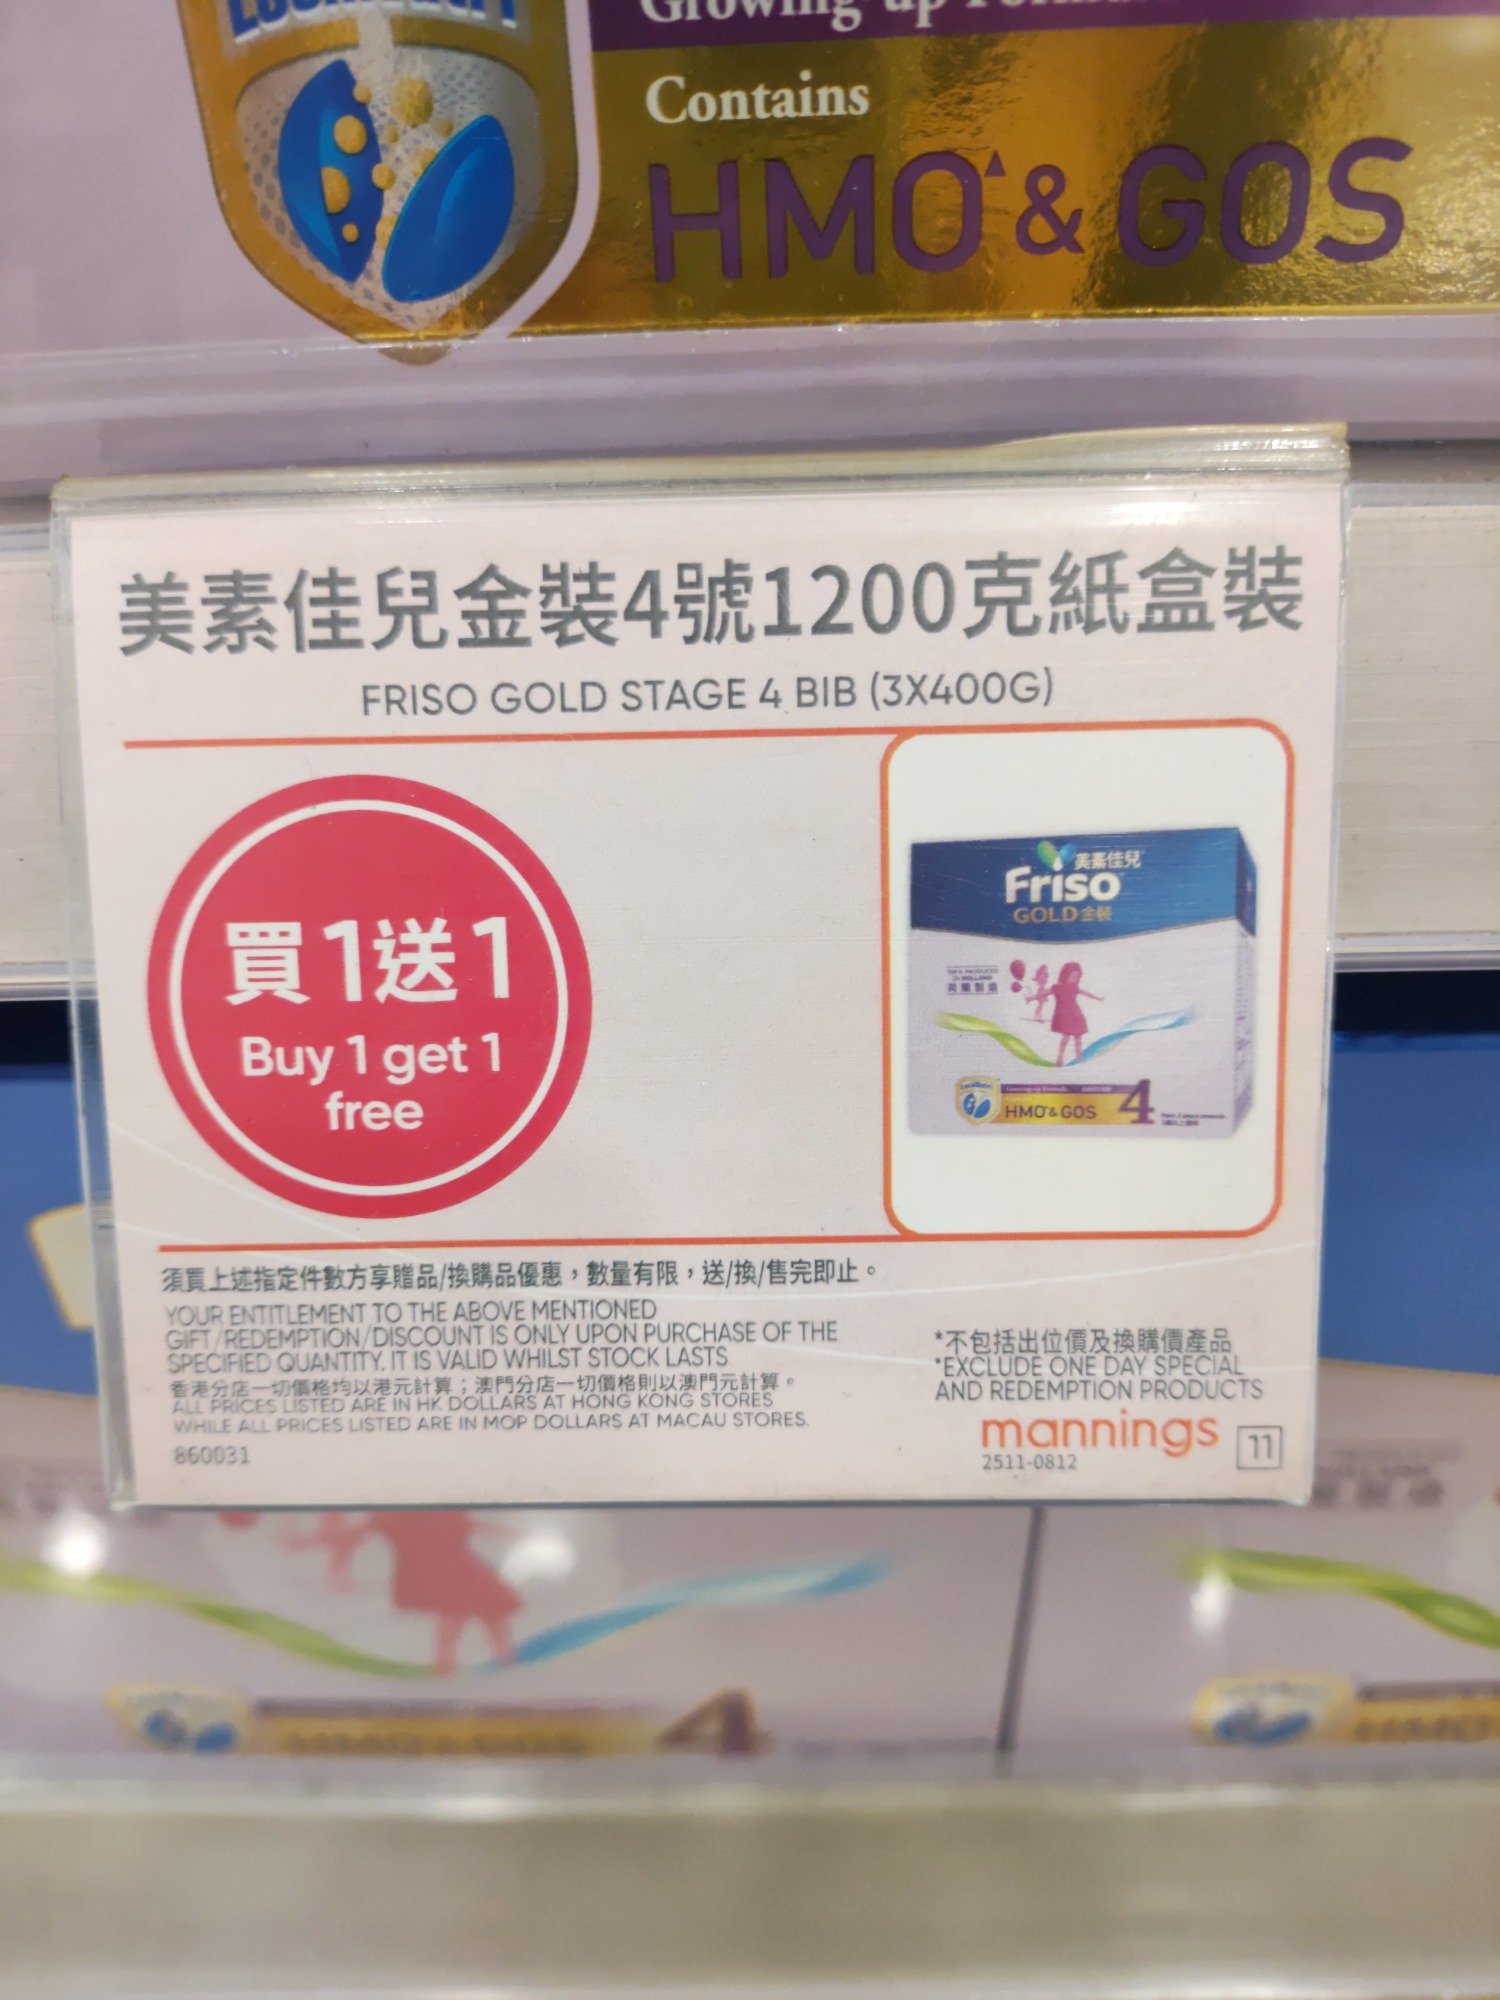 Growing-up
Contains
HMO▲ & GOS
美素佳兒金裝4號1200克紙盒裝
FRISO GOLD STAGE 4 BIB (3X400G)
買1送1
Buy 1 get 1
free
美素佳兒
Friso
GOLD金裝
荷蘭製造
HMO▲& GOS
4
須買上述指定件數方享贈品/換購品優惠，數量有限，送/換/售完即止。
YOUR ENTITLEMENT TO THE ABOVE MENTIONED
GIFT/REDEMPTION/DISCOUNT IS ONLY UPON PURCHASE OF THE
SPECIFIED QUANTITY. IT IS VALID WHILST STOCK LASTS
香港分店一切價格均以港元計算；澳門分店一切價格則以澳門元計算。
ALL PRICES LISTED ARE IN HK DOLLARS AT HONG KONG STORES
WHILE ALL PRICES LISTED ARE IN MOP DOLLARS AT MACAU STORES.
860031
*不包括出位價及換購價產品
*EXCLUDE ONE DAY SPECIAL
AND REDEMPTION PRODUCTS
mannings
2511-0812
11
4